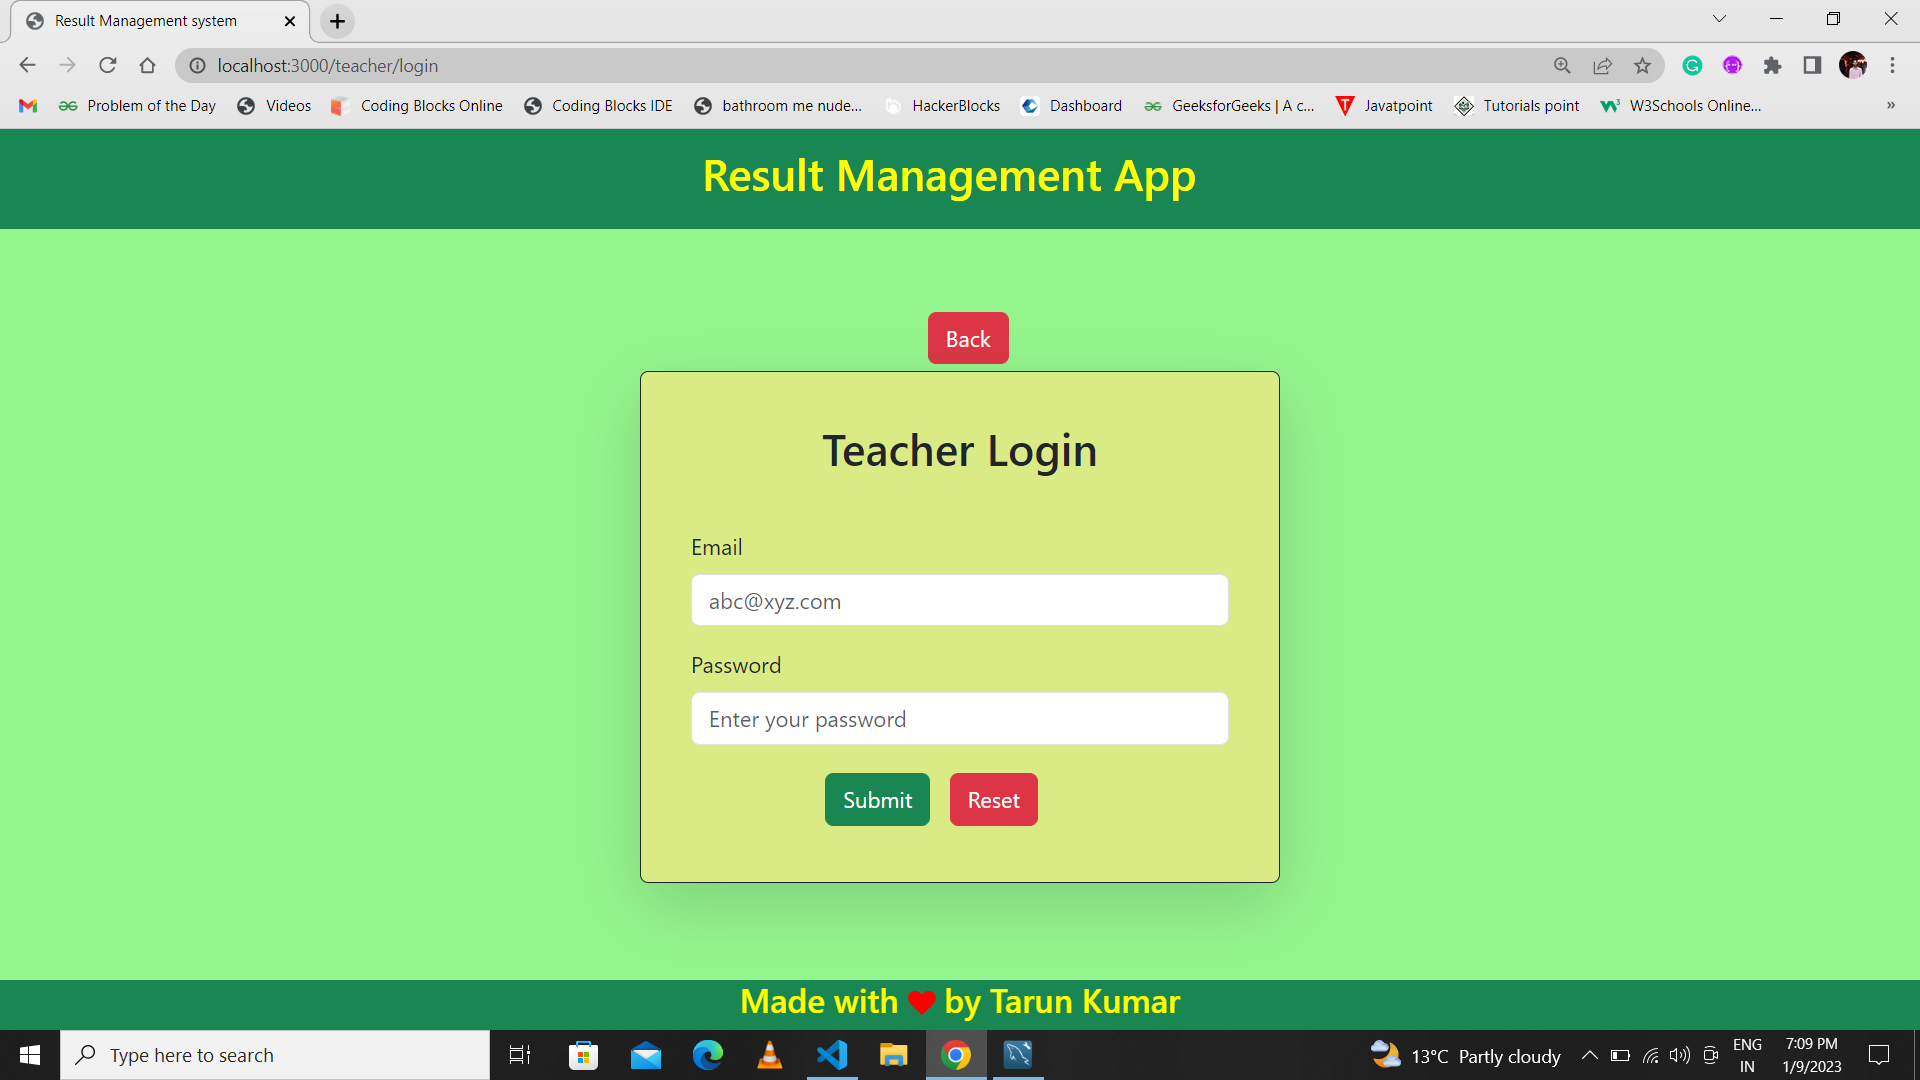 Result Management system
localhost:3000/teacher/login
Problem of the Day
Videos
Coding Blocks Online
Coding Blocks IDE
bathroom me nude...
HackerBlocks
Dashboard
GeeksforGeeks | A c...
Javatpoint
Tutorials point
W3Schools Online...
»
Result Management App
Back
Teacher Login
Email
abc@xyz.com
Password
Enter your password
Submit
Reset
Made with ❤ by Tarun Kumar
Type here to search
13°C Partly cloudy
ENG
IN
7:09 PM
1/9/2023